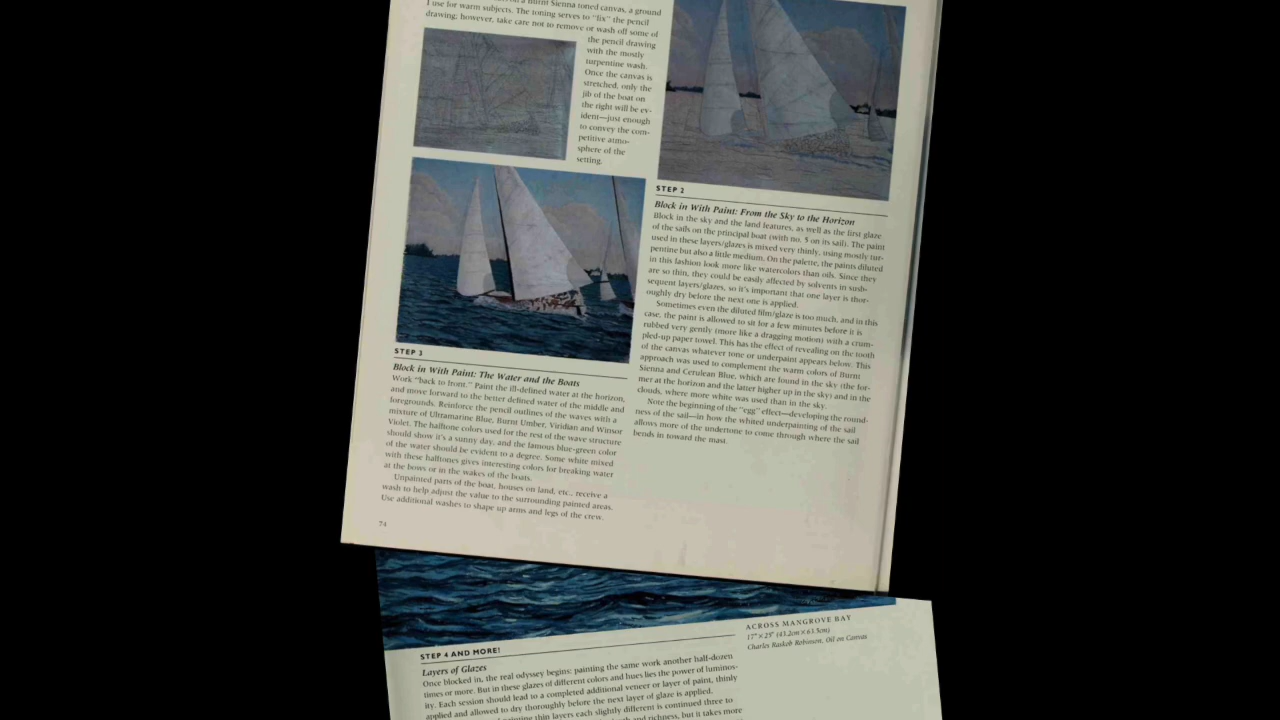 Burnt Sienna toned canvas, a ground
I use for warm subjects. The toning serves to "fix" the pencil
drawing; however, take care not to remove or wash off some of
the pencil drawing
with the mostly
turpentine wash.
Once the canvas is
stretched, only the
jib of the boat on
the right will be ev-
ident—just enough
to convey the com-
petitive atmo-
sphere of the
setting.
STEP 3
Block in With Paint: The Water and the Boats
Work "back to front." Paint the ill-defined water at the horizon,
and move forward to the better defined water of the middle and
foregrounds. Reinforce the pencil outlines of the waves with a
mixture of Ultramarine Blue, Burnt Umber, Viridian and Winsor
Violet. The halftone colors used for the rest of the wave structure
should show it's a sunny day, and the famous blue-green color
of the water should be evident to a degree. Some white mixed
with these halftones gives interesting colors for breaking water
at the bows or in the wakes of the boats.
Unpainted parts of the boat, houses on land, etc., receive a
wash to help adjust the value to the surrounding painted areas.
Use additional washes to shape up arms and legs of the crew.
74
STEP 2
Block in With Paint: From the Sky to the Horizon
Block in the sky and the land features, as well as the first glaze
of the sails on the principal boat (with no. 5 on its sail). The paint
used in these layers/glazes is mixed very thinly, using mostly tur-
pentine but also a little medium. On the palette, the paints diluted
in this fashion look more like watercolors than oils. Since they
are so thin, they could be easily affected by solvents in sub-
sequent layers/glazes, so it's important that one layer is thor-
oughly dry before the next one is applied.
Sometimes even the diluted film/glaze is too much, and in this
case, the paint is allowed to sit for a few minutes before it is
rubbed very gently (more like a dragging motion) with a crum-
pled-up paper towel. This has the effect of revealing on the tooth
of the canvas whatever tone or underpaint appears below. This
approach was used to complement the warm colors of Burnt
Sienna and Cerulean Blue, which are found in the sky (the for-
mer at the horizon and the latter higher up in the sky) and in the
clouds, where more white was used than in the sky.
Note the beginning of the "egg" effect—developing the round-
ness of the sail—in how the whited underpainting of the sail
allows more of the undertone to come through where the sail
bends in toward the mast.
ACROSS MANGROVE BAY
17" × 25" (43.2cm × 63.5cm)
Charles Raskob Robinson, Oil on Canvas
STEP 4 AND MORE!
Layers of Glazes
Once blocked in, the real odyssey begins: painting the same work another half-dozen
times or more. But in these glazes of different colors and hues lies the power of luminos-
ity. Each session should lead to a completed additional veneer or layer of paint, thinly
applied and allowed to dry thoroughly before the next layer of glaze is applied.
thin layers each slightly different is continued three to
and richness, but it takes more